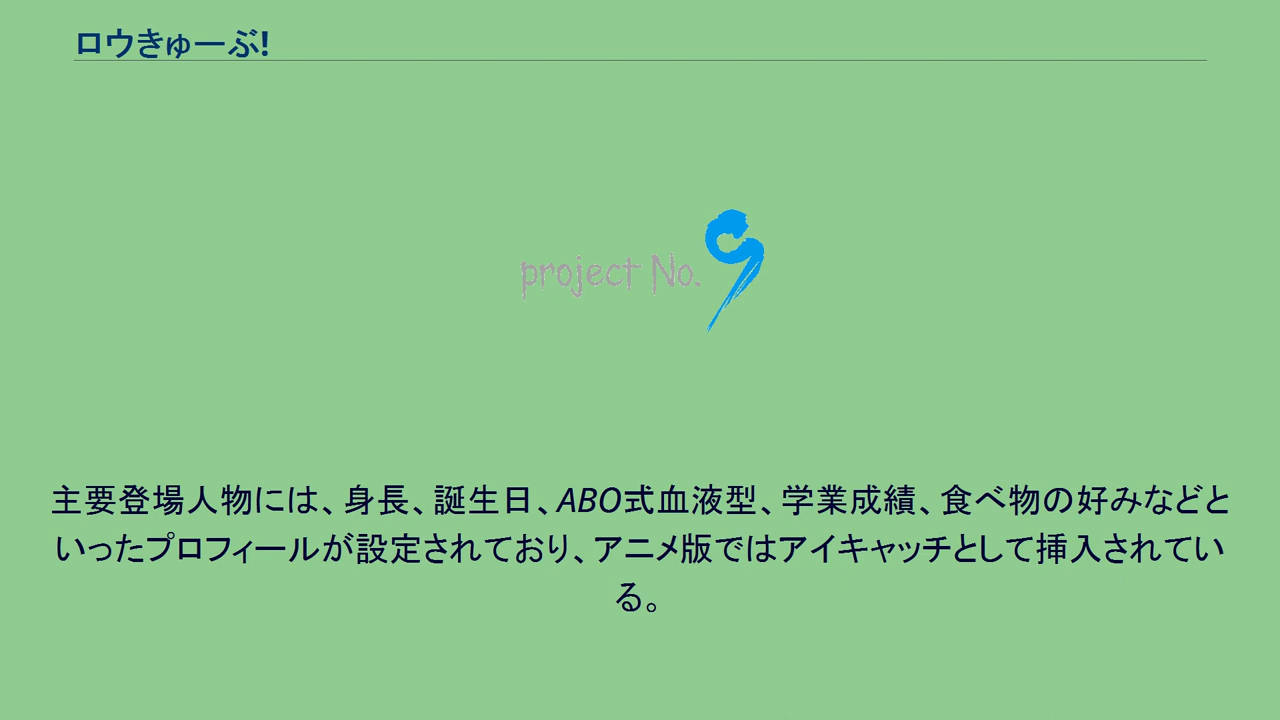 ロウきゅーぶ!
project No.9
主要登場人物には、身長、誕生日、ABO式血液型、学業成績、食べ物の好みなどと
いったプロフィールが設定されており、アニメ版ではアイキャッチとして挿入されてい
る。